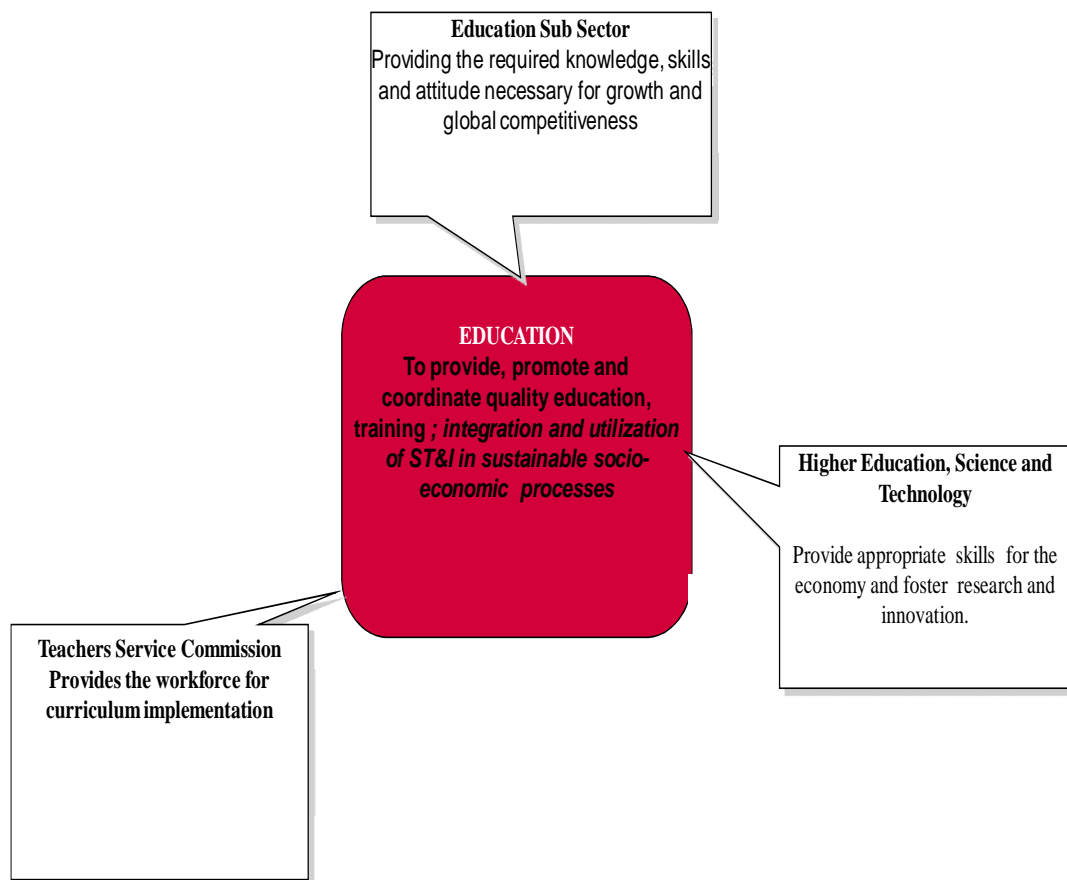 Education Sub Sector
Providing the required knowledge, skills
and attitude necessary for growth and
global competitiveness
EDUCATION
To provide, promote and
coordinate quality education,
training ; integration and utilization
of ST&I in sustainable socio-
economic processes
Higher Education, Science and
Technology
Provide appropriate skills for the
economy and foster research and
innovation.
Teachers Service Commission
Provides the workforce for
curriculum implementation